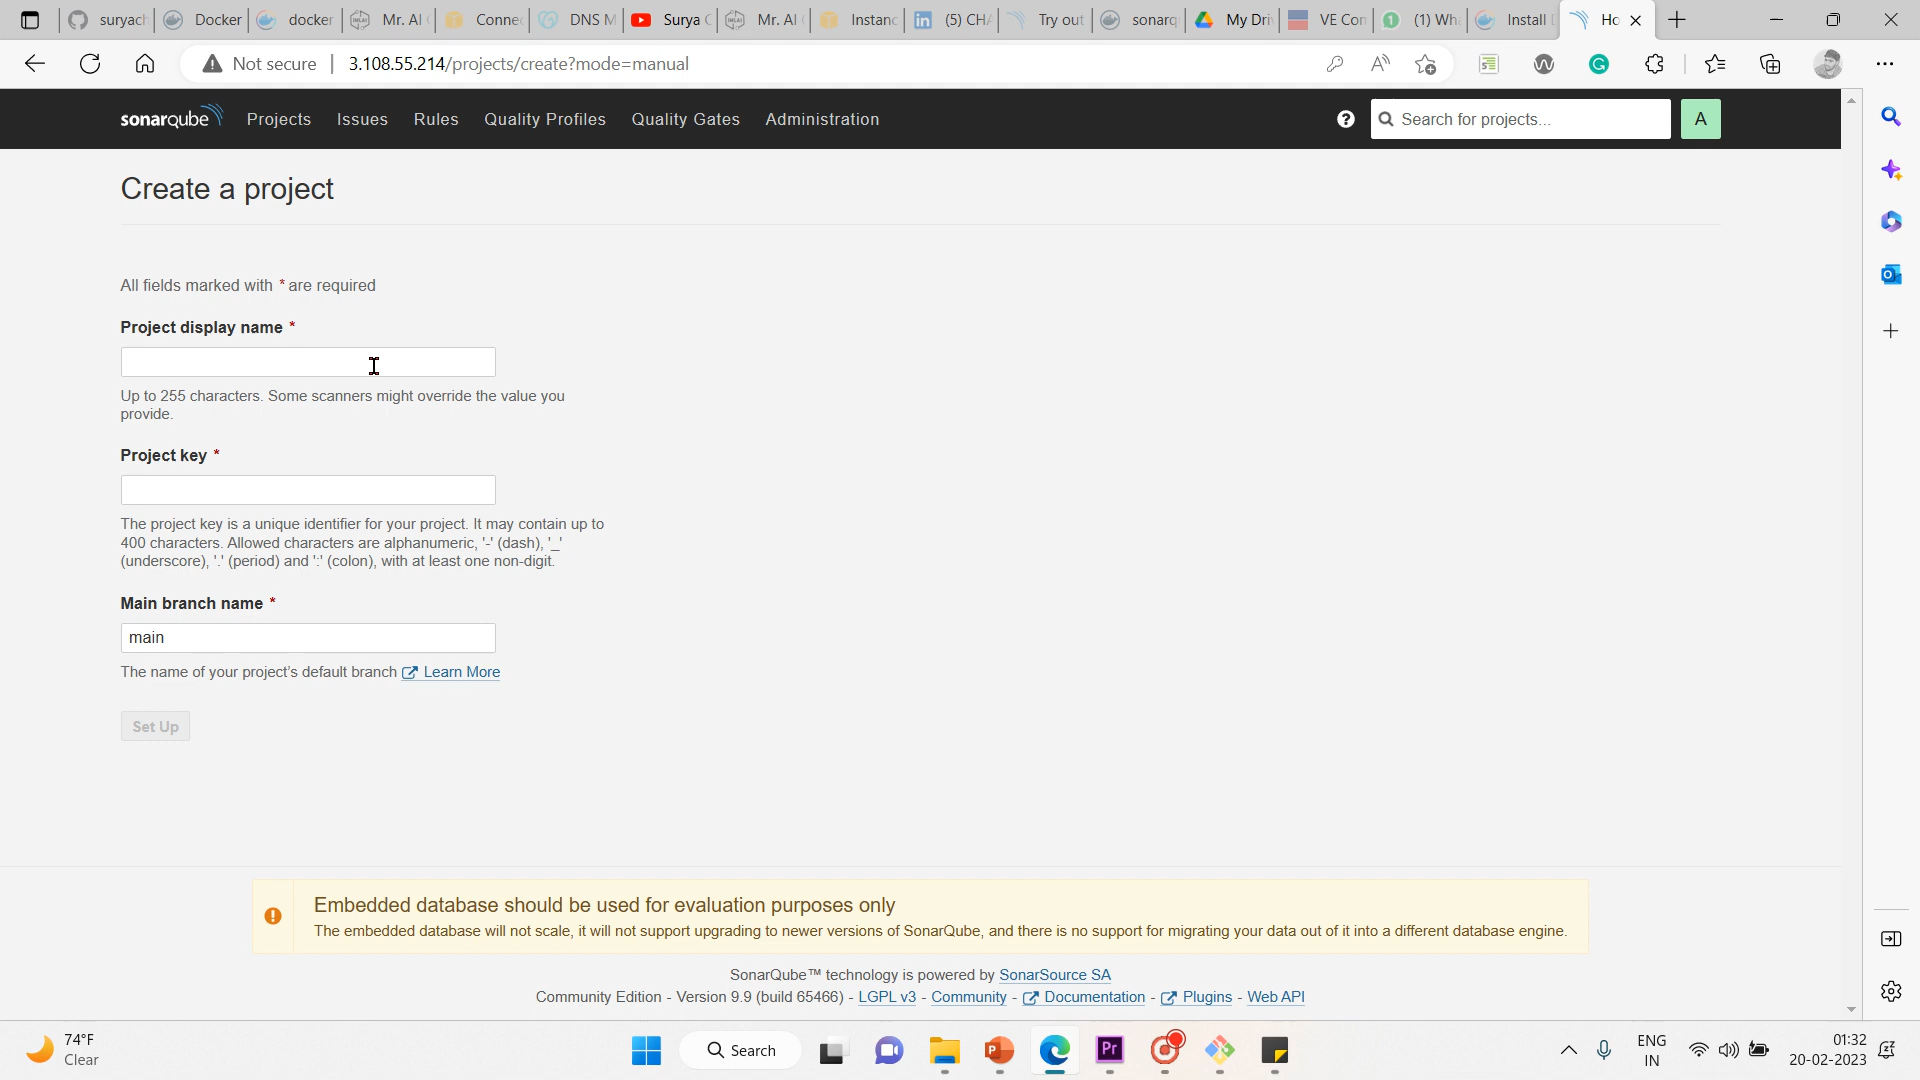 suryach
Docker
docker
Mr. AI
Connec
DNS M
Surya C
Mr. AI
Instanc
(5) CHA
Try out
sonarq
My Driv
VE Con
(1) Wha
Install
Ho
Not secure
3.108.55.214/projects/create?mode=manual
sonarqube Projects Issues Rules Quality Profiles Quality Gates Administration
? Search for projects... A
Create a project
All fields marked with * are required
Project display name *
Up to 255 characters. Some scanners might override the value you
provide.
Project key *
The project key is a unique identifier for your project. It may contain up to
400 characters. Allowed characters are alphanumeric, '-' (dash), '_'
(underscore), '.' (period) and ':' (colon), with at least one non-digit.
Main branch name *
main
The name of your project's default branch Learn More
Set Up
Embedded database should be used for evaluation purposes only
The embedded database will not scale, it will not support upgrading to newer versions of SonarQube, and there is no support for migrating your data out of it into a different database engine.
SonarQube™ technology is powered by SonarSource SA
Community Edition - Version 9.9 (build 65466) - LGPL v3 - Community - Documentation - Plugins - Web API
74°F
Clear
Search
Pr
ENG
IN
01:32
20-02-2023